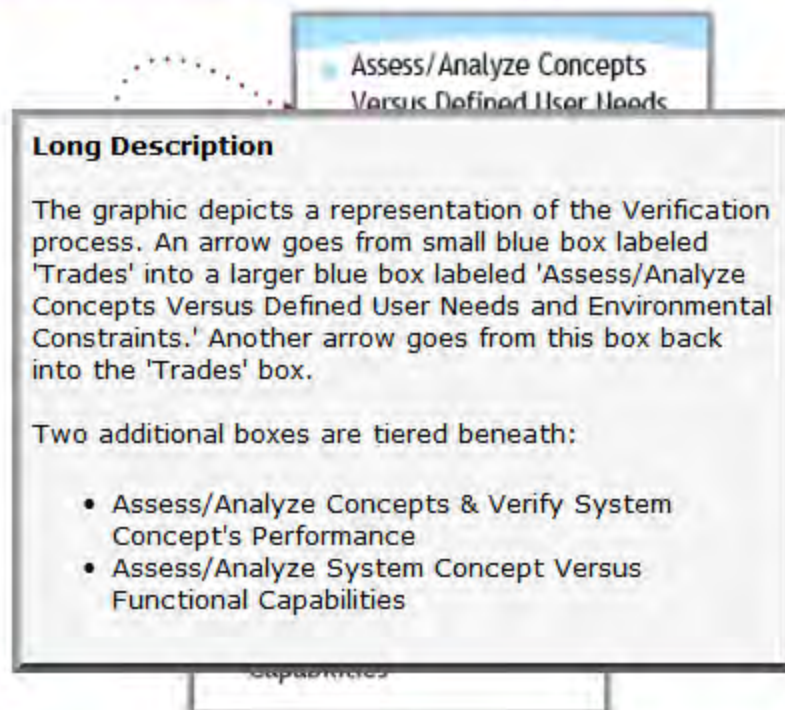 Assess/Analyze Concepts
Versus Defined User Needs
Long Description
The graphic depicts a representation of the Verification
process. An arrow goes from small blue box labeled
'Trades' into a larger blue box labeled 'Assess/Analyze
Concepts Versus Defined User Needs and Environmental
Constraints.' Another arrow goes from this box back
into the 'Trades' box.
Two additional boxes are tiered beneath:
• Assess/Analyze Concepts & Verify System
Concept's Performance
• Assess/Analyze System Concept Versus
Functional Capabilities
Capabilities